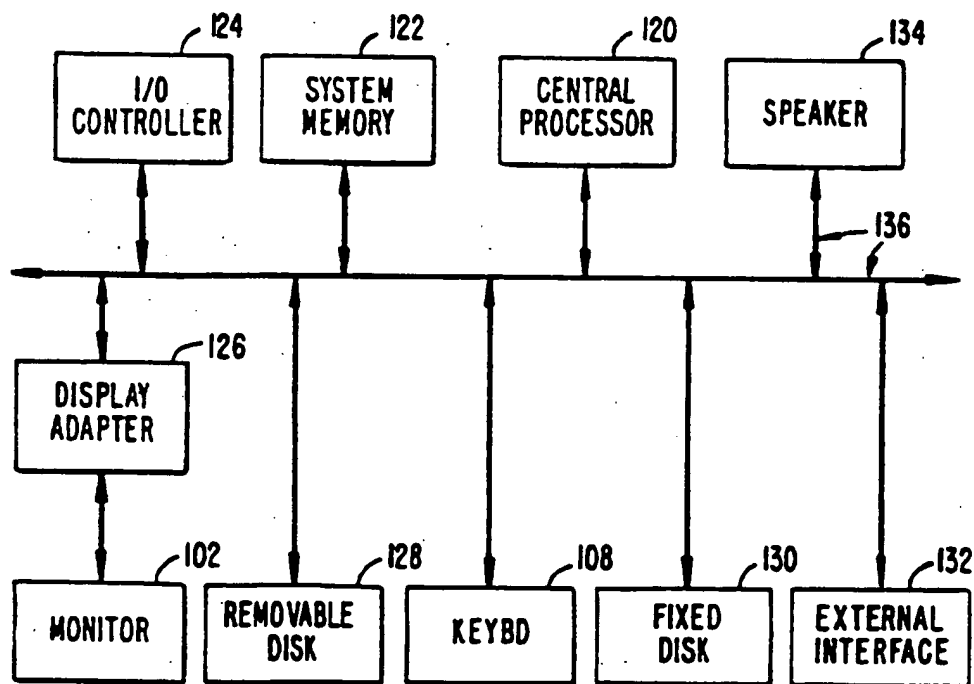 124
I/O
CONTROLLER
122
SYSTEM
MEMORY
120
CENTRAL
PROCESSOR
134
SPEAKER
136
126
DISPLAY
ADAPTER
102
MONITOR
128
REMOVABLE
DISK
108
KEYBD
130
FIXED
DISK
132
EXTERNAL
INTERFACE